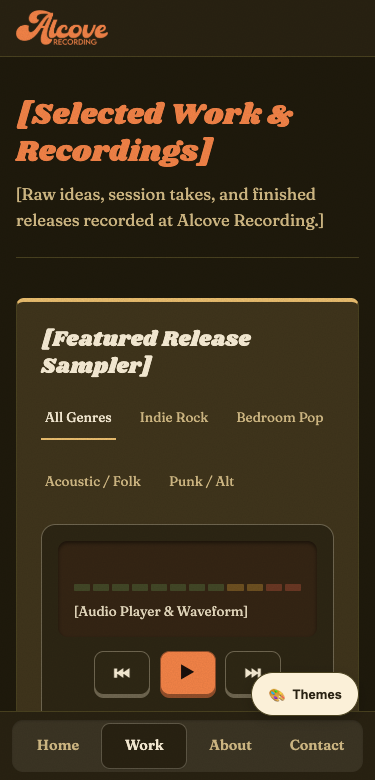 Alcove
RECORDING
[Selected Work &
Recordings]
[Raw ideas, session takes, and finished
releases recorded at Alcove Recording.]
[Featured Release
Sampler]
All Genres Indie Rock Bedroom Pop
Acoustic / Folk Punk / Alt
[Audio Player & Waveform]
Themes
Home Work About Contact